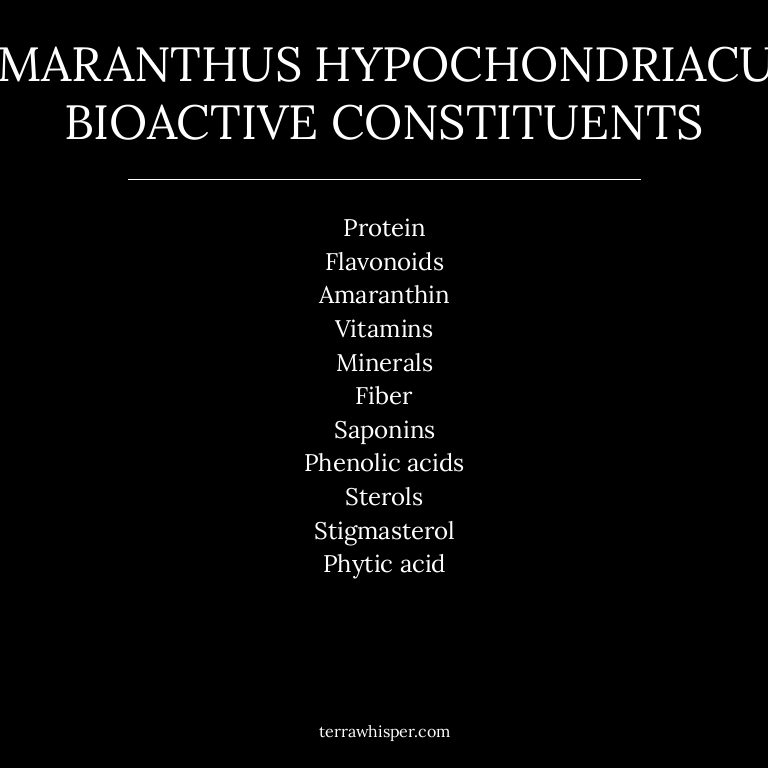 MARANTHUS HYPOCHONDRIACU
BIOACTIVE CONSTITUENTS
Protein
Flavonoids
Amaranthin
Vitamins
Minerals
Fiber
Saponins
Phenolic acids
Sterols
Stigmasterol
Phytic acid
terrawhisper.com